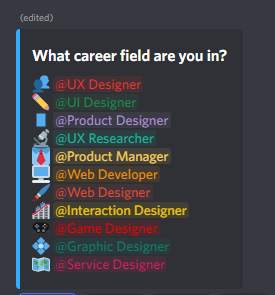 (edited)
What career field are you in?
@UX Designer
@UI Designer
@Product Designer
@UX Researcher
@Product Manager
@Web Developer
@Web Designer
@Interaction Designer
@Game Designer
@Graphic Designer
@Service Designer